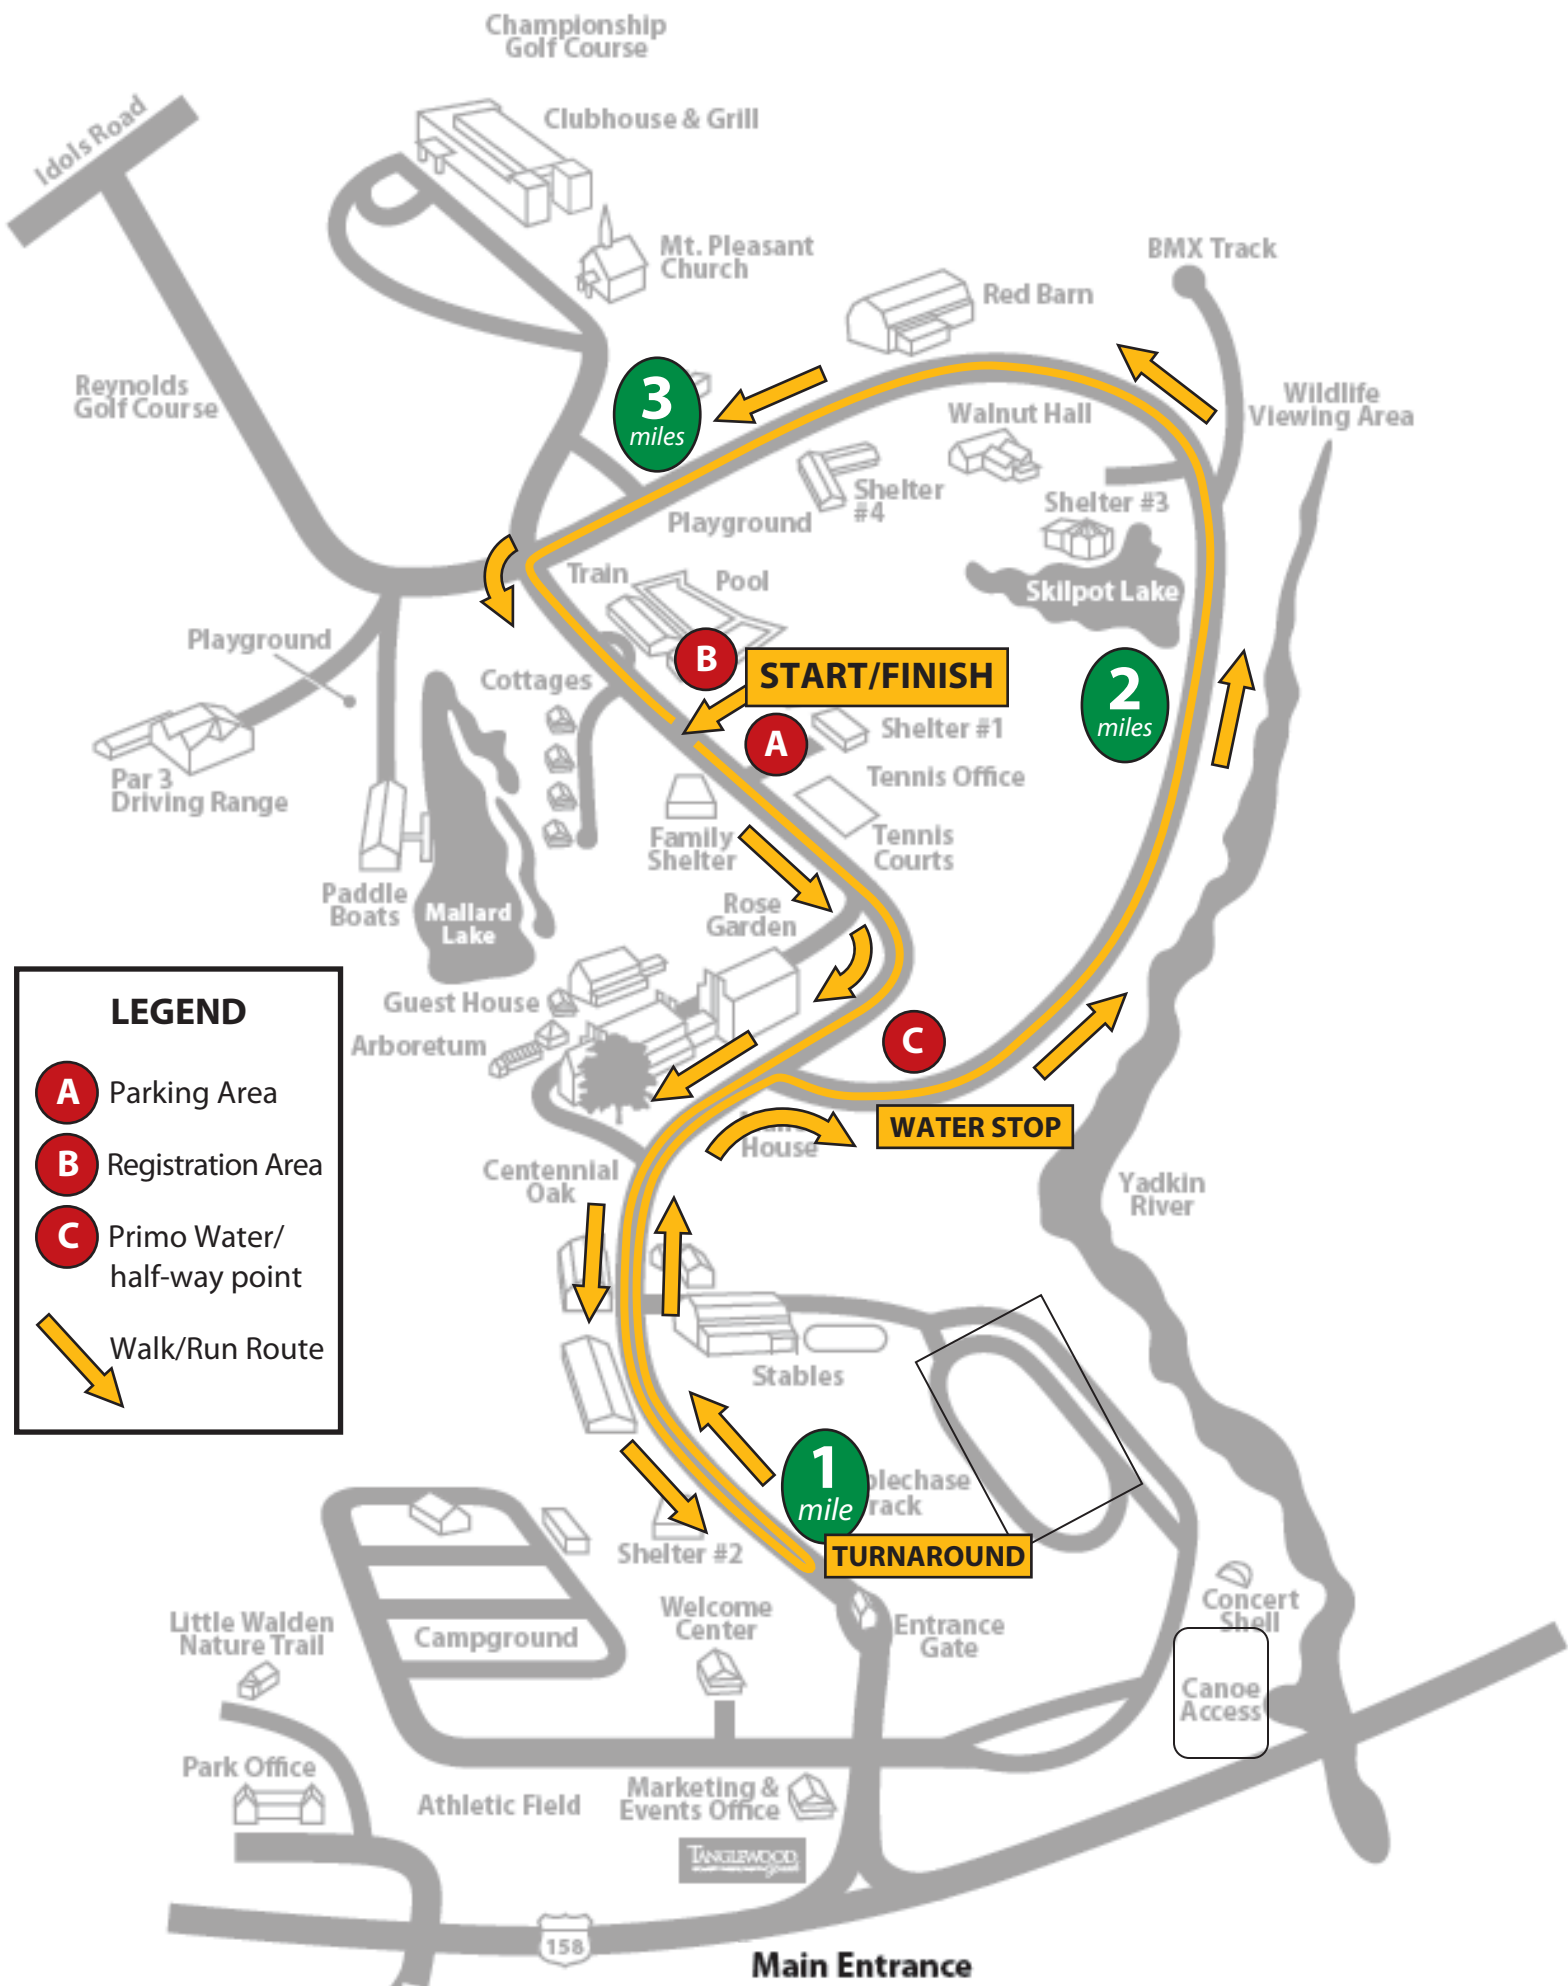 Championship
Golf Course
Clubhouse & Grill
Idols Road
Mt. Pleasant
Church
BMX Track
Red Barn
Reynolds
Golf Course
3
miles
Walnut Hall
Wildlife
Viewing Area
Shelter
#4
Shelter #3
Playground
Train
Pool
Skilpot Lake
Playground
B
START/FINISH
Cottages
2
miles
A
Shelter #1
Tennis Office
Par 3
Driving Range
Family
Shelter
Tennis
Courts
Paddle
Boats
Mallard
Lake
Rose
Garden
LEGEND
A Parking Area
B Registration Area
C Primo Water/
half-way point
Walk/Run Route
Guest House
Arboretum
C
WATER STOP
House
Centennial
Oak
Yadkin
River
Stables
1
mile
plechase
rack
TURNAROUND
Shelter #2
Concert
Shell
Little Walden
Nature Trail
Welcome
Center
Entrance
Gate
Campground
Canoe
Access
Park Office
Athletic Field
Marketing &
Events Office
TANGLEWOOD
158
Main Entrance